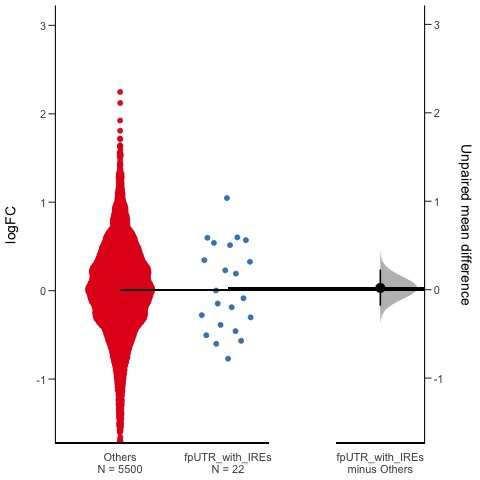 logFC
3
2
1
0
-1
Others
N = 5500
fpUTR_with_IREs
N = 22
fpUTR_with_IREs
minus Others
3
2
1
0
-1
Unpaired mean difference